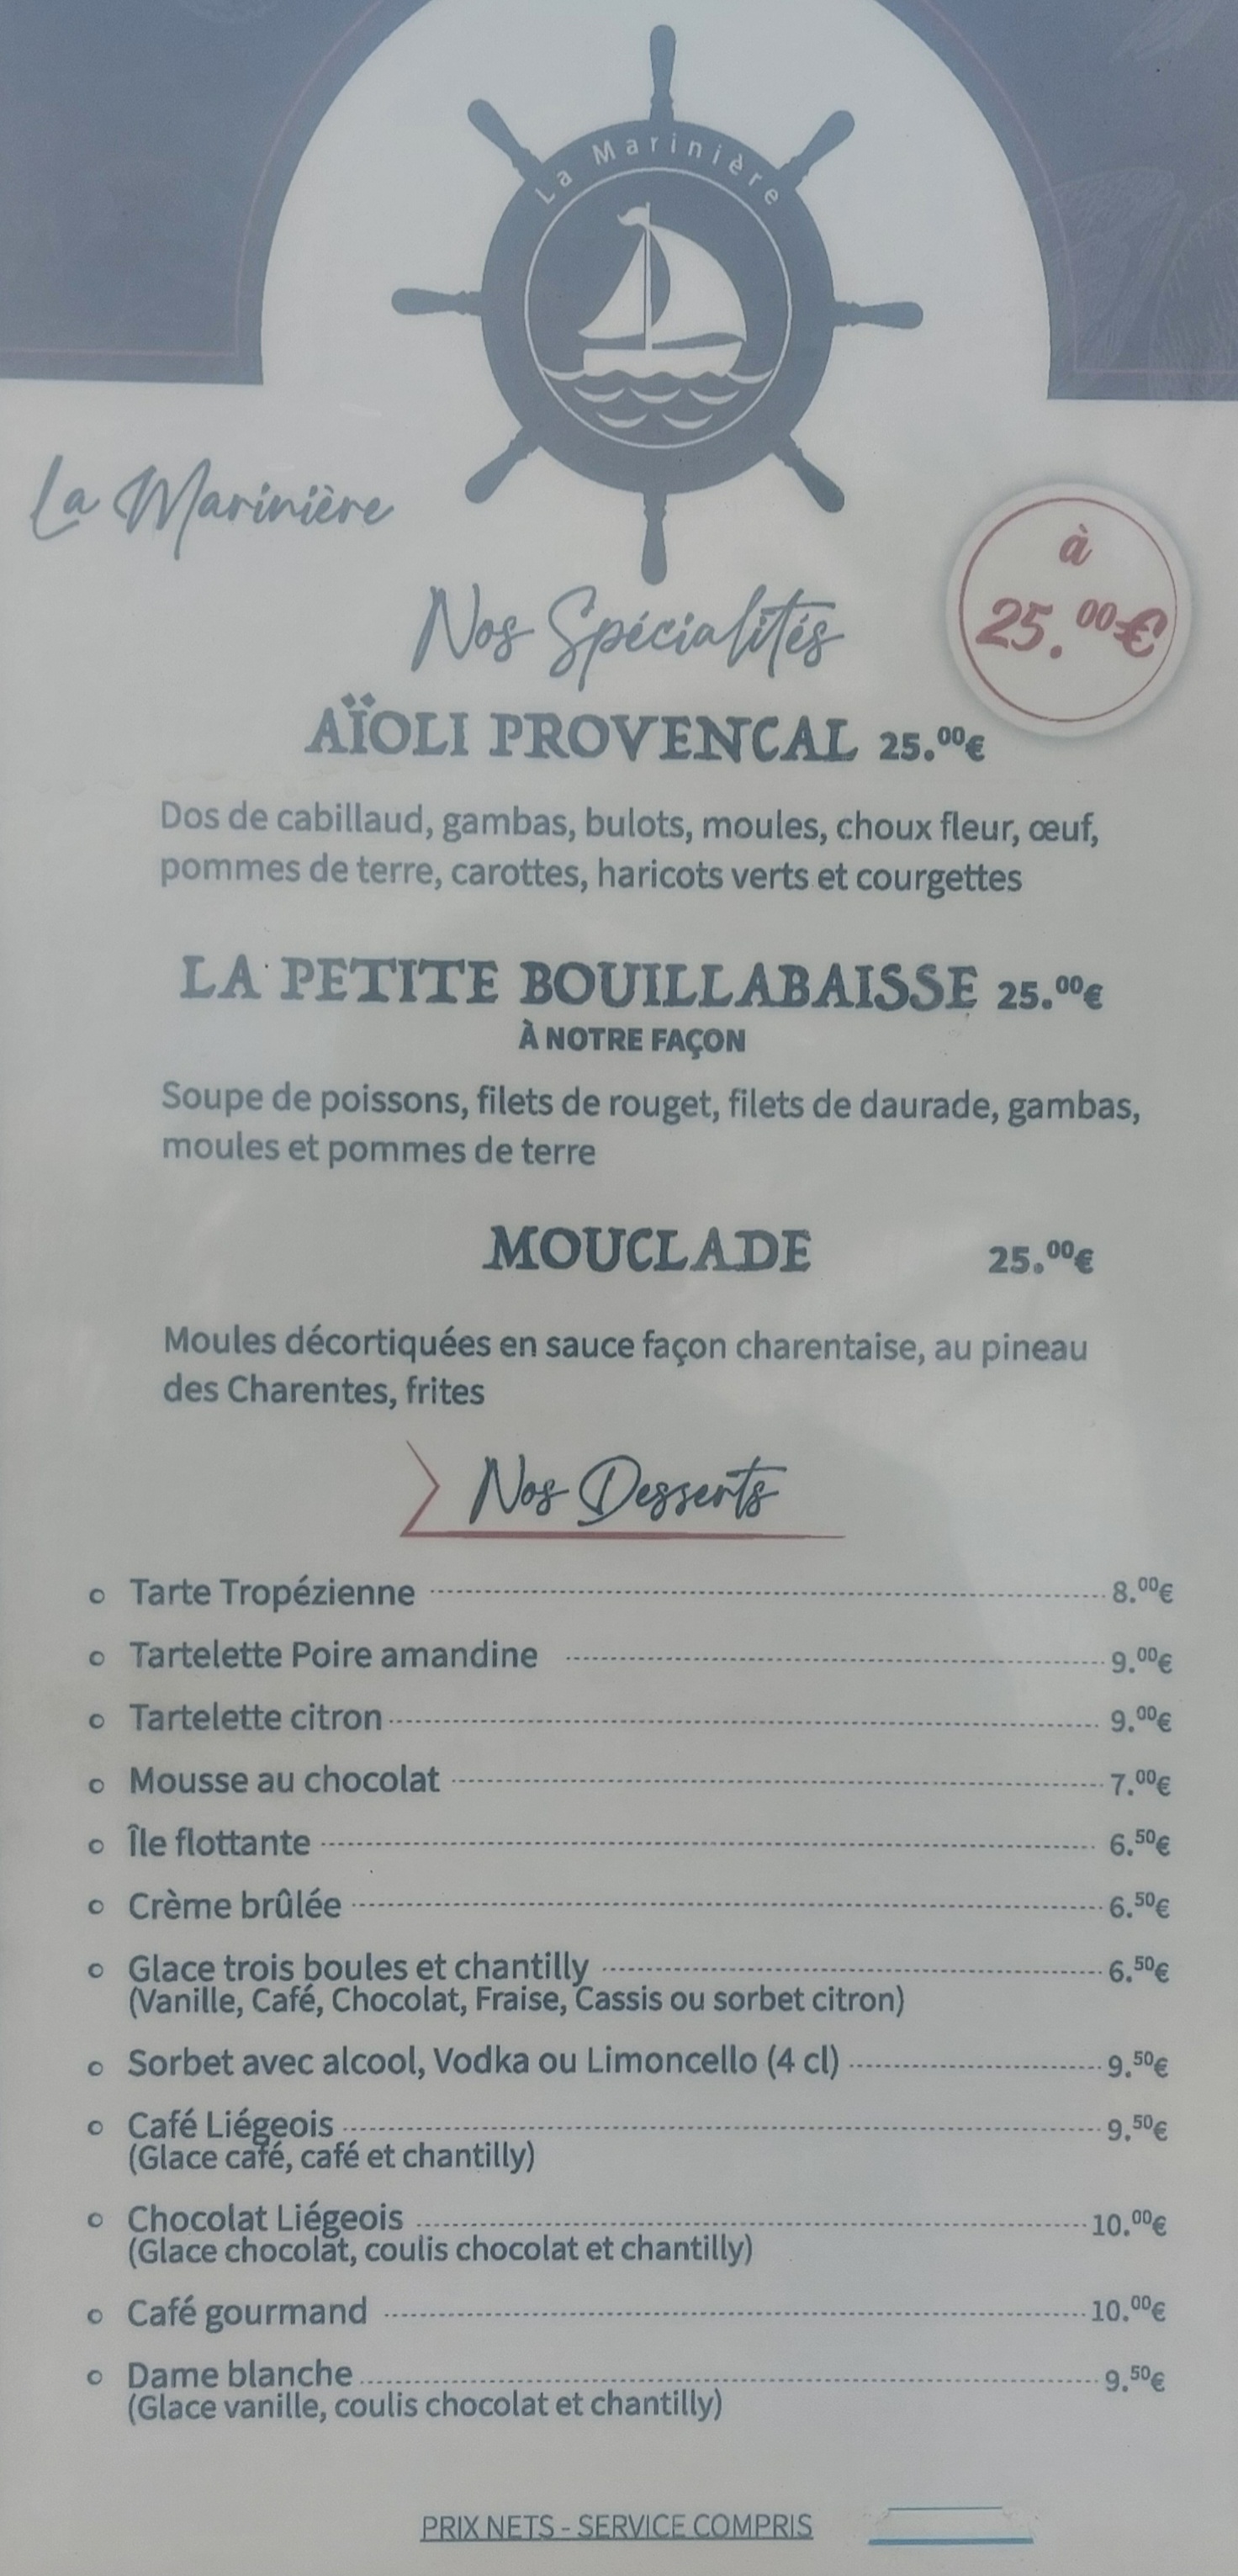 La Marinière
La Marinière
à
25.00€
Nos Spécialités
AÏOLI PROVENCAL 25.00€
Dos de cabillaud, gambas, bulots, moules, choux fleur, œuf,
pommes de terre, carottes, haricots verts et courgettes
LA PETITE BOUILLABAISSE 25.00€
À NOTRE FAÇON
Soupe de poissons, filets de rouget, filets de daurade, gambas,
moules et pommes de terre
MOUCLADE 25.00€
Moules décortiquées en sauce façon charentaise, au pineau
des Charentes, frites
Nos Desserts
Tarte Tropézienne 8.00€
Tartelette Poire amandine 9.00€
Tartelette citron 9.00€
Mousse au chocolat 7.00€
Île flottante 6.50€
Crème brûlée 6.50€
Glace trois boules et chantilly 6.50€
(Vanille, Café, Chocolat, Fraise, Cassis ou sorbet citron)
Sorbet avec alcool, Vodka ou Limoncello (4 cl) 9.50€
Café Liégeois 9.50€
(Glace café, café et chantilly)
Chocolat Liégeois 10.00€
(Glace chocolat, coulis chocolat et chantilly)
Café gourmand 10.00€
Dame blanche 9.50€
(Glace vanille, coulis chocolat et chantilly)
PRIX NETS - SERVICE COMPRIS